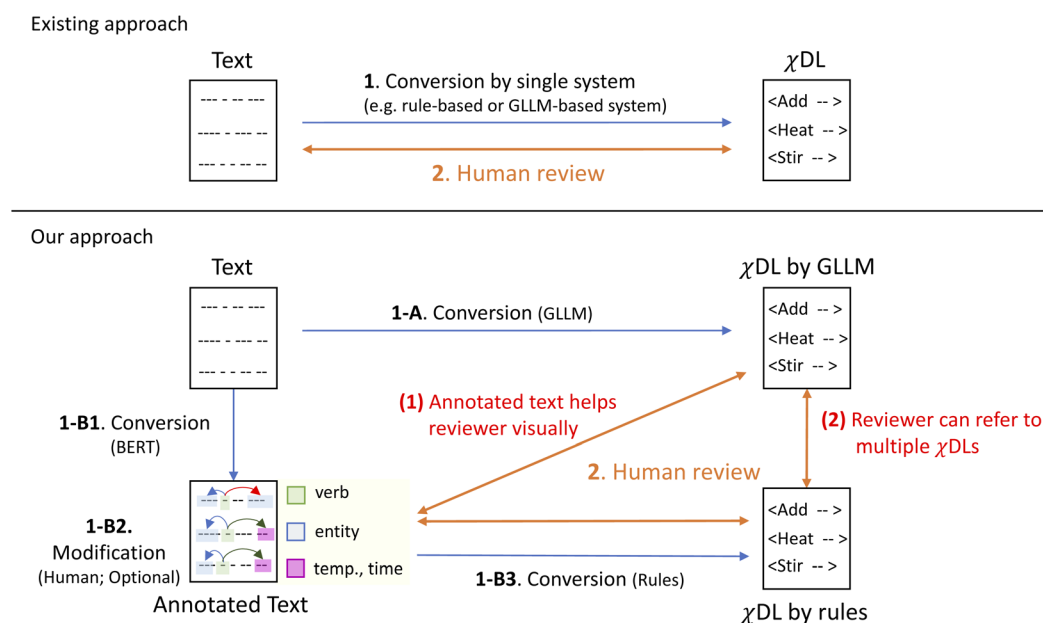 Existing approach
Text
χDL
1. Conversion by single system
(e.g. rule-based or GLLM-based system)
<Add -- >
<Heat -- >
<Stir -- >
2. Human review
Our approach
Text
χDL by GLLM
1-A. Conversion (GLLM)
<Add -- >
<Heat -- >
<Stir -- >
(1) Annotated text helps
reviewer visually
(2) Reviewer can refer to
multiple χDLs
1-B1. Conversion
(BERT)
2. Human review
1-B2.
Modification
(Human; Optional)
verb
entity
temp., time
<Add -- >
<Heat -- >
<Stir -- >
1-B3. Conversion (Rules)
Annotated Text
χDL by rules